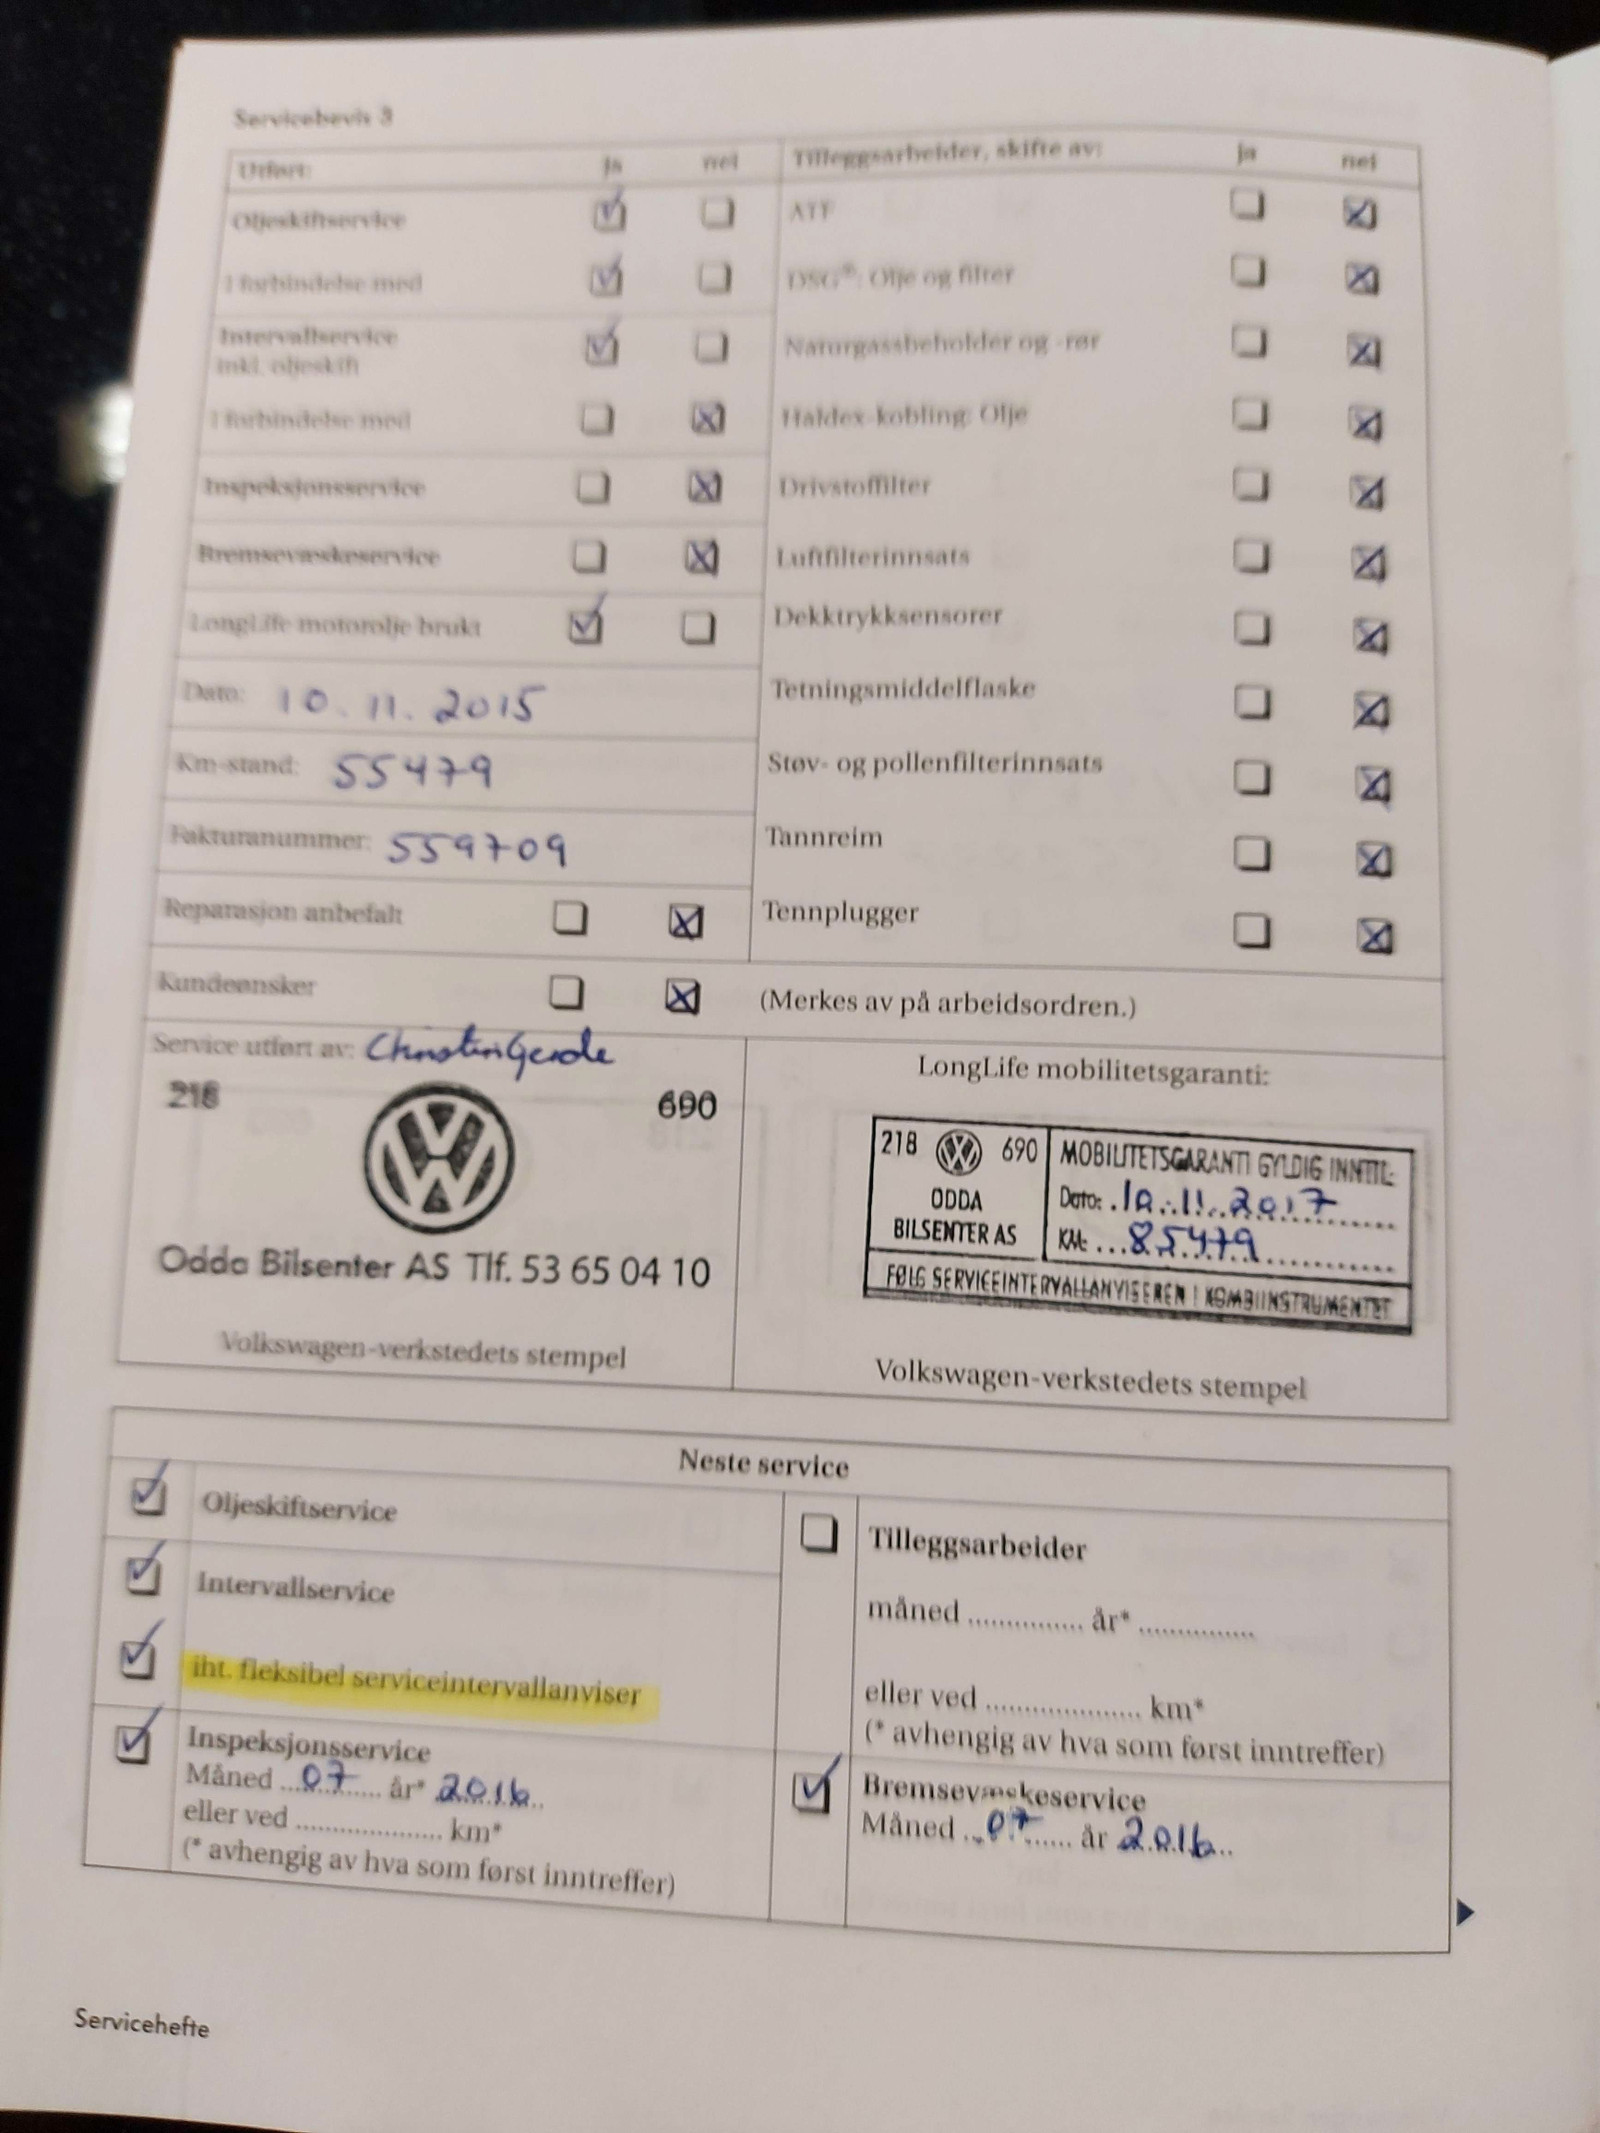 Servicebevis 3
Utført: ja nei
Oljeskiftservice
I forbindelse med
Intervallservice
inkl. oljeskift
I forbindelse med
Inspeksjonsservice
Bremsevæskeservice
LongLife motorolje brukt
Dato: 10.11.2015
Km-stand: 55479
Fakturanummer: 559709
Reparasjon anbefalt
Kundeønsker
Tilleggsarbeider, skifte av: ja nei
ATF
DSG®: Olje og filter
Naturgassbeholder og -rør
Haldex-kobling: Olje
Drivstoffilter
Luftfilterinnsats
Dekktrykksensorer
Tetningsmiddelflaske
Støv- og pollenfilterinnsats
Tannreim
Tennplugger
(Merkes av på arbeidsordren.)
Service utført av:
218 690
Odda Bilsenter AS Tlf. 53 65 04 10
Volkswagen-verkstedets stempel
LongLife mobilitetsgaranti:
218 690
ODDA
BILSENTER AS
MOBILITETSGARANTI GYLDIG INNTIL:
Dato: 10.11.2017
KM: 85479
FØLG SERVICEINTERVALLANVISEREN I KOMBIINSTRUMENTET
Volkswagen-verkstedets stempel
Neste service
Oljeskiftservice
Intervallservice
iht. fleksibel serviceintervallanviser
Inspeksjonsservice
Måned ...07...... år* 2016..
eller ved ..................... km*
(* avhengig av hva som først inntreffer)
Tilleggsarbeider
måned ............... år* ...............
eller ved ..................... km*
(* avhengig av hva som først inntreffer)
Bremsevæskeservice
Måned ...07...... år 2016...
Servicehefte